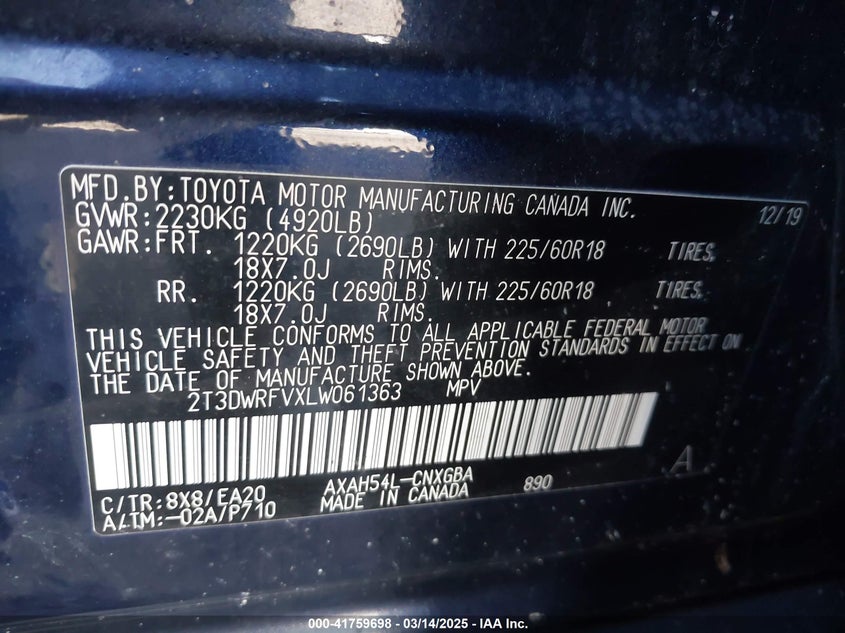 MFD.BY:TOYOTA MOTOR MANUFACTURING CANADA INC. 12/19
GVWR:2230KG (4920LB)
GAWR:FRT. 1220KG (2690LB) WITH 225/60R18 TIRES,
18X7.0J RIMS.
RR. 1220KG (2690LB) WITH 225/60R18 TIRES,
18X7.0J RIMS.
THIS VEHICLE CONFORMS TO ALL APPLICABLE FEDERAL MOTOR
VEHICLE SAFETY AND THEFT PREVENTION STANDARDS IN EFFECT ON
THE DATE OF MANUFACTURE SHOWN ABOVE.
2T3DWRFVXLW061363 MPV
A
C/TR:8X8/EA20 AXAH54L-CNXGBA 890
A/TM:-02A/P710 MADE IN CANADA
000-41759698 - 03/14/2025 - IAA Inc.